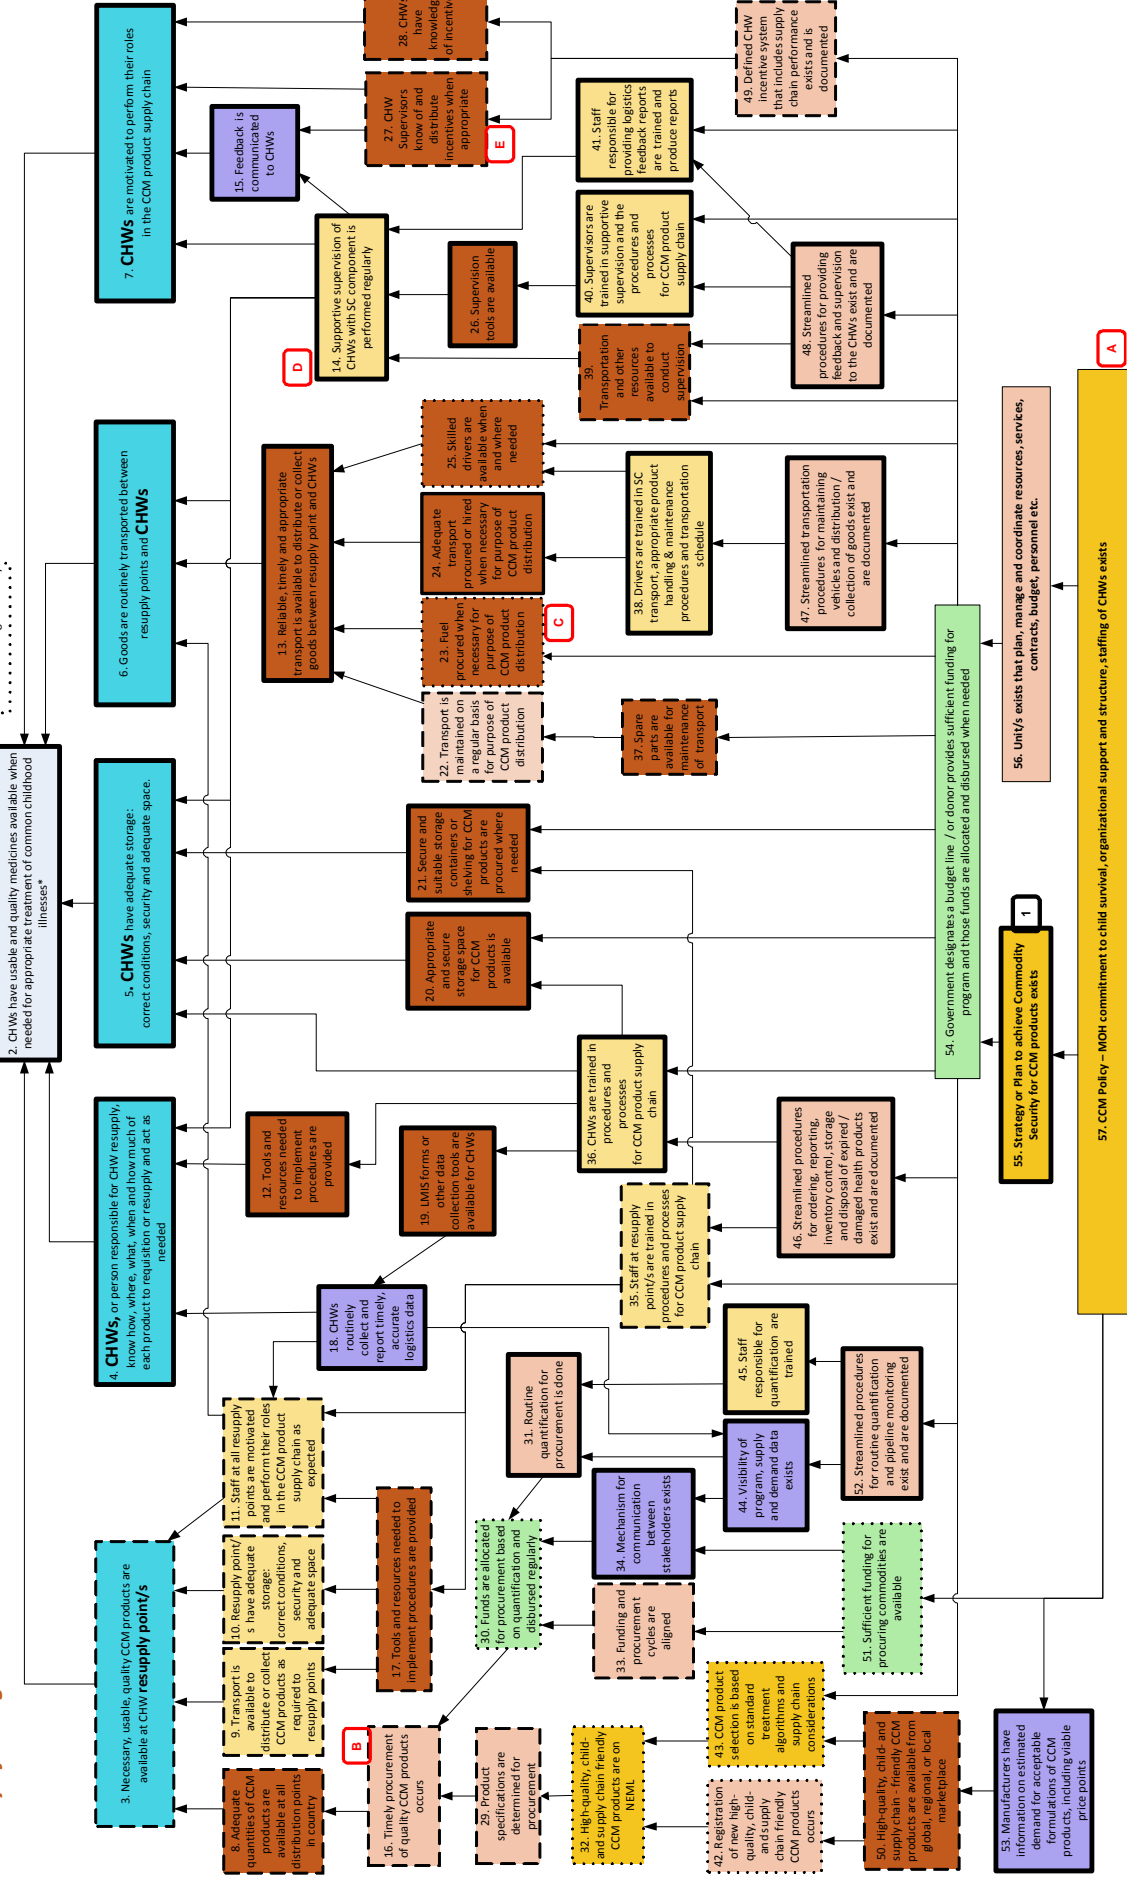 2. CHWs have usable and quality medicines available when
needed for appropriate treatment of common childhood
illnesses*
3. Necessary, usable, quality CCM products are
available at CHW resupply point/s
4. CHWs, or person responsible for CHW resupply,
know how, where, what, when and how much of
each product to requisition or resupply and act as
needed
5. CHWs have adequate storage:
correct conditions, security and adequate space.
6. Goods are routinely transported between
resupply points and CHWs
7. CHWs are motivated to perform their roles
in the CCM product supply chain
8. Adequate
quantities of CCM
products are
available at all
distribution points
in country
9. Transport is
available to
distribute or collect
CCM products as
required to
resupply points
10. Resupply point/
s have adequate
storage:
correct conditions,
security and
adequate space
11. Staff at all resupply
points are motivated
and perform their roles
in the CCM product
supply chain as
expected
12. Tools and
resources needed
to implement
procedures are
provided
13. Reliable, timely and appropriate
transport is available to distribute or collect
goods between resupply point and CHWs
D
14. Supportive supervision of
CHWs with SC component is
performed regularly
15. Feedback is
communicated
to CHWs
B
16. Timely procurement
of quality CCM products
occurs
17. Tools and resources needed to
implement procedures are provided
18. CHWs
routinely
collect and
report timely,
accurate
logistics data
19. LMIS forms or
other data
collection tools are
available for CHWs
20. Appropriate
and secure
storage space
for CCM
products is
available
21. Secure and
suitable storage
containers or
shelving for CCM
products are
procured where
needed
22. Transport is
maintained on
a regular basis
for purpose of
CCM product
distribution
23. Fuel
procured when
necessary for
purpose of
CCM product
distribution
C
24. Adequate
transport
procured or hired
when necessary
for purpose of
CCM product
distribution
25. Skilled
drivers are
available when
and where
needed
26. Supervision
tools are available
27. CHW
Supervisors
know of and
distribute
incentives when
appropriate
E
28. CHWs
have
knowledg
of incentiv
29. Product
specifications are
determined for
procurement
30. Funds are allocated
for procurement based
on quantification and
disbursed regularly
31. Routine
quantification for
procurement is done
32. High-quality, child-
and supply chain friendly
CCM products are on
NEML
33. Funding and
procurement
cycles are
aligned
34. Mechanism for
communication
between
stakeholders exists
35. Staff at resupply
point/s are trained in
procedures and processes
for CCM product supply
chain
36. CHWs are trained in
procedures and
processes
for CCM product supply
chain
37. Spare
parts are
available for
maintenance
of transport
38. Drivers are trained in SC
transport, appropriate product
handling & maintenance
procedures and transportation
schedule
39.
Transportation
and other
resources
available to
conduct
supervision
40. Supervisors are
trained in supportive
supervision and the
procedures and
processes
for CCM product
supply chain
41. Staff
responsible for
providing logistics
feedback reports
are trained and
produce reports
42. Registration
of new high-
quality, child-
and supply
chain friendly
CCM products
occurs
43. CCM product
selection is based
on standard
treatment
algorithms and
supply chain
considerations
44. Visibility of
program, supply
and demand data
exists
45. Staff
responsible for
quantification are
trained
46. Streamlined procedures
for ordering, reporting,
inventory control, storage
and disposal of expired /
damaged health products
exist and are documented
47. Streamlined transportation
procedures for maintaining
vehicles and distribution /
collection of goods exist and
are documented
48. Streamlined
procedures for providing
feedback and supervision
to the CHWs exist and are
documented
49. Defined CHW
incentive system
that includes supply
chain performance
exists and is
documented
50. High-quality, child- and
supply chain- friendly CCM
products are available from
global, regional, or local
marketplace
51. Sufficient funding for
procuring commodities are
available
52. Streamlined procedures
for routine quantification
and pipeline monitoring
exist and are documented
53. Manufacturers have
information on estimated
demand for acceptable
formulations of CCM
products, including viable
price points
54. Government designates a budget line / or donor provides sufficient funding for
program and those funds are allocated and disbursed when needed
55. Strategy or Plan to achieve Commodity
Security for CCM products exists
1
56. Unit/s exists that plan, manage and coordinate resources, services,
contracts, budget, personnel etc.
57. CCM Policy – MOH commitment to child survival, organizational support and structure, staffing of CHWs exists
A